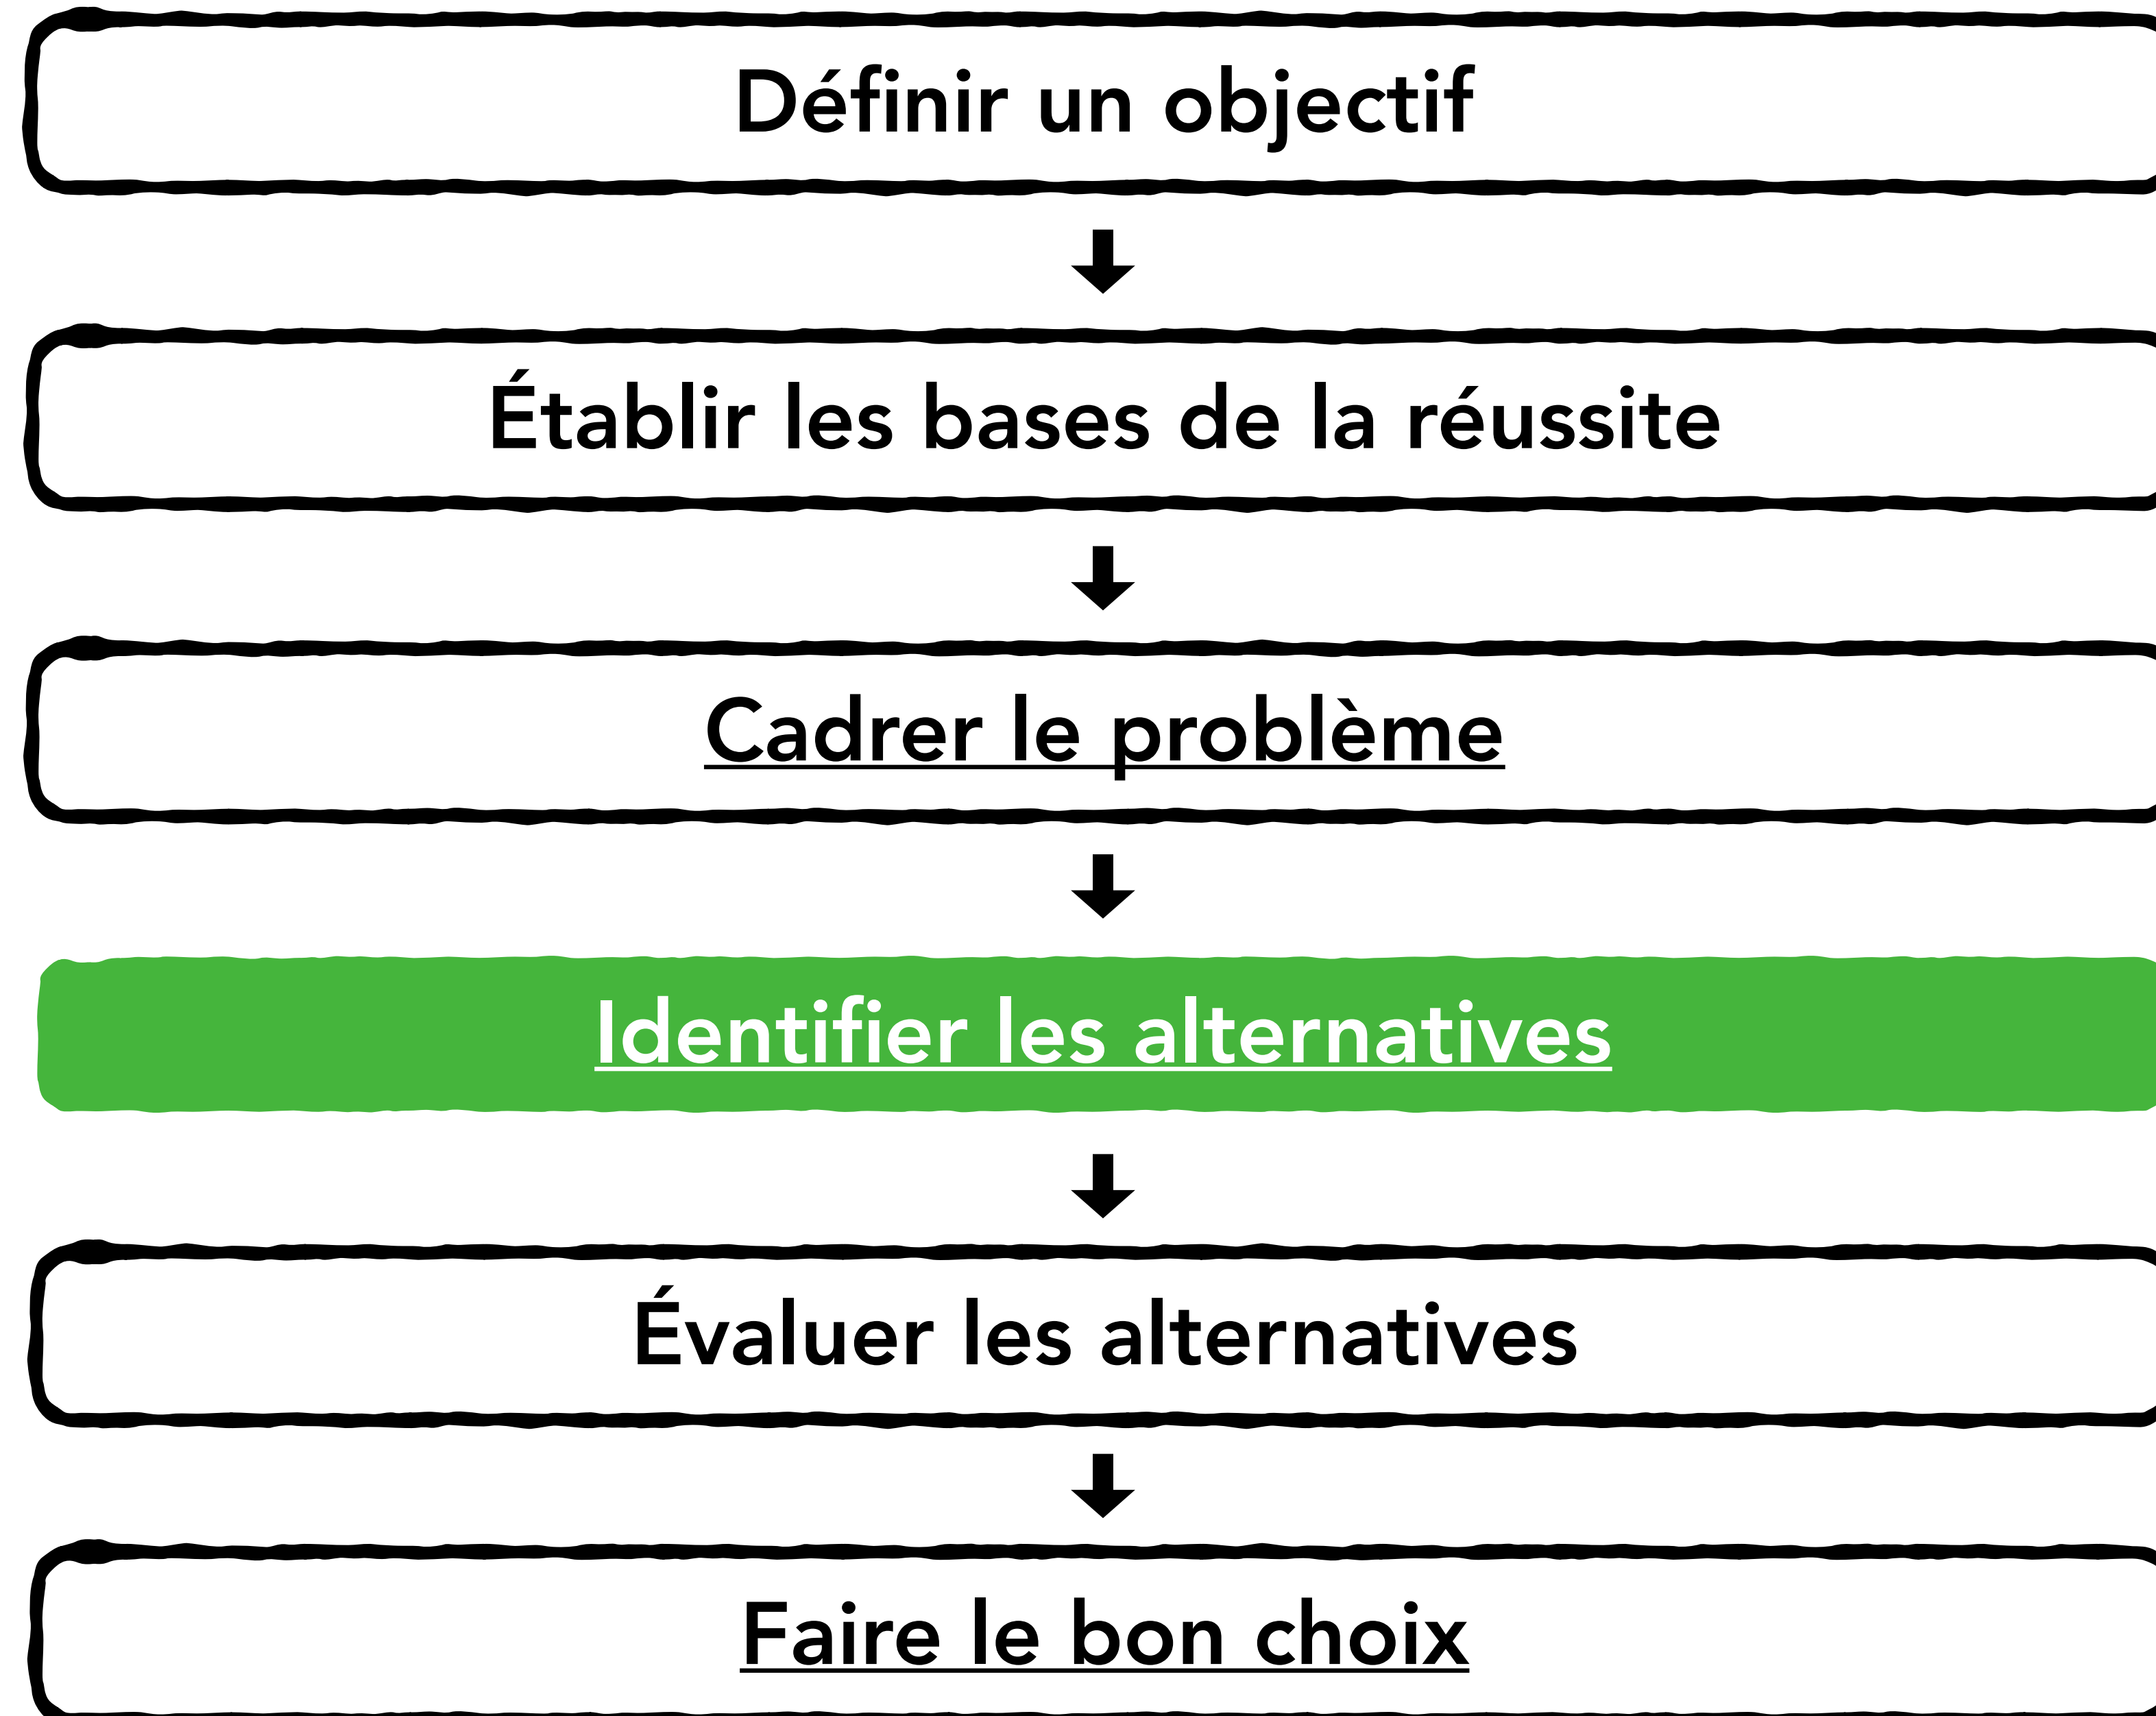 Définir un objectif
Établir les bases de la réussite
Cadrer le problème
Identifier les alternatives
Évaluer les alternatives
Faire le bon choix